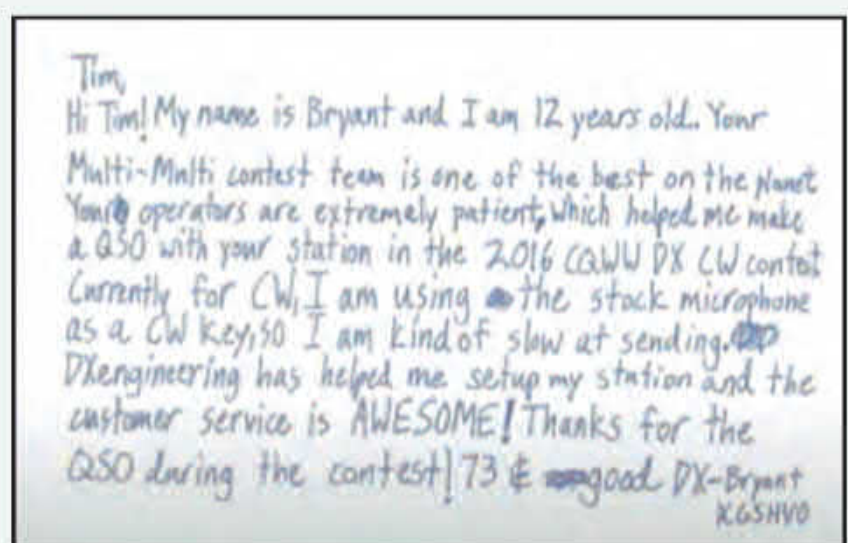 Tim,
Hi Tim! My name is Bryant and I am 12 years old. Your
Multi-Multi contest team is one of the best on the planet
Your operators are extremely patient, which helped me make
a QSO with your station in the 2016 CQWW DX CW contest
Currently for CW, I am using the stock microphone
as a CW key, so I am kind of slow at sending.
DXengineering has helped me setup my station and the
customer service is AWESOME! Thanks for the
QSO during the contest! 73 & good DX-Bryant
KG5HVO